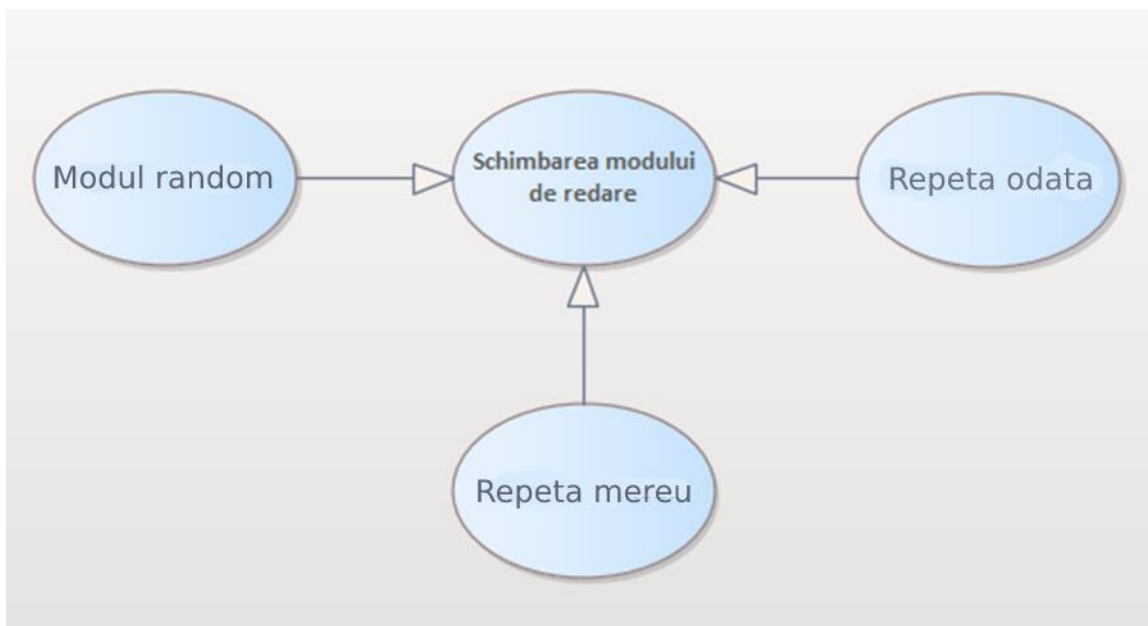 Modul random
Schimbarea modului
de redare
Repeta odata
Repeta mereu